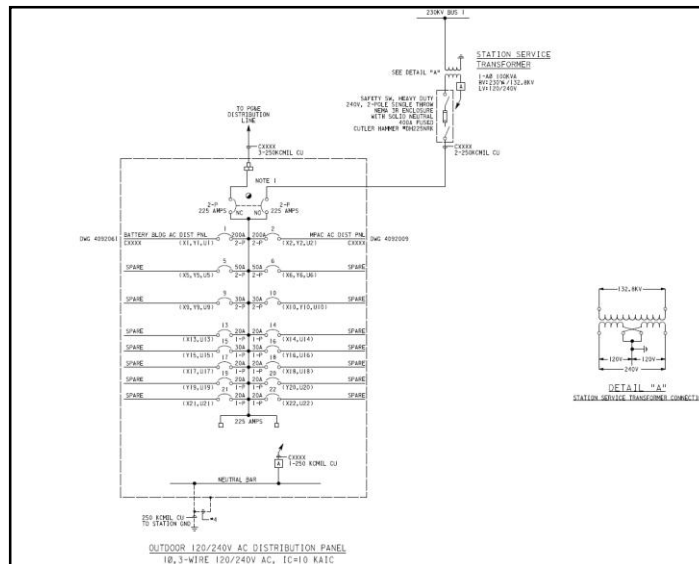 230KV BUS 1
STATION SERVICE
TRANSFORMER
SEE DETAIL "A"
1-AØ 100KVA
HV:230Y/132.8KV
LV:120/240V
A
SAFETY SW, HEAVY DUTY
240V, 2-POLE SINGLE THROW
NEMA 3R ENCLOSURE
WITH SOLID NEUTRAL
400A FUSED
CUTLER HAMMER #DH225NRK
TO PGNE
DISTRIBUTION
LINE
CXXXX
3-250KCMIL CU
CXXXX
2-250KCMIL CU
NOTE 1
2-P
225 AMPS
NC
NO
2-P
225 AMPS
DWG 4092061
BATTERY BLDG AC DIST PNL
CXXXX
(X1,Y1,U1)
1
200A
2-P
200A
2-P
2
(X2,Y2,U2)
HPAC AC DIST PNL
CXXXX
DWG 4092009
SPARE
(X5,Y5,U5)
5
50A
2-P
50A
2-P
6
(X6,Y6,U6)
SPARE
SPARE
(X9,Y9,U9)
9
30A
2-P
30A
2-P
10
(X10,Y10,U10)
SPARE
SPARE
(X13,U13)
13
20A
1-P
20A
1-P
14
(X14,U14)
SPARE
SPARE
(Y15,U15)
15
30A
1-P
30A
1-P
16
(Y16,U16)
SPARE
SPARE
(X17,U17)
17
20A
1-P
20A
1-P
18
(X18,U18)
SPARE
SPARE
(Y19,U19)
19
20A
1-P
20A
1-P
20
(Y20,U20)
SPARE
SPARE
(X21,U21)
21
20A
1-P
20A
1-P
22
(X22,U22)
SPARE
225 AMPS
CXXXX
A
1-250 KCMIL CU
NEUTRAL BAR
250 KCMIL CU
TO STATION GND
OUTDOOR 120/240V AC DISTRIBUTION PANEL
1Ø,3-WIRE 120/240V AC, IC=10 KAIC
132.8KV
120V
120V
240V
DETAIL "A"
STATION SERVICE TRANSFORMER CONNECTI